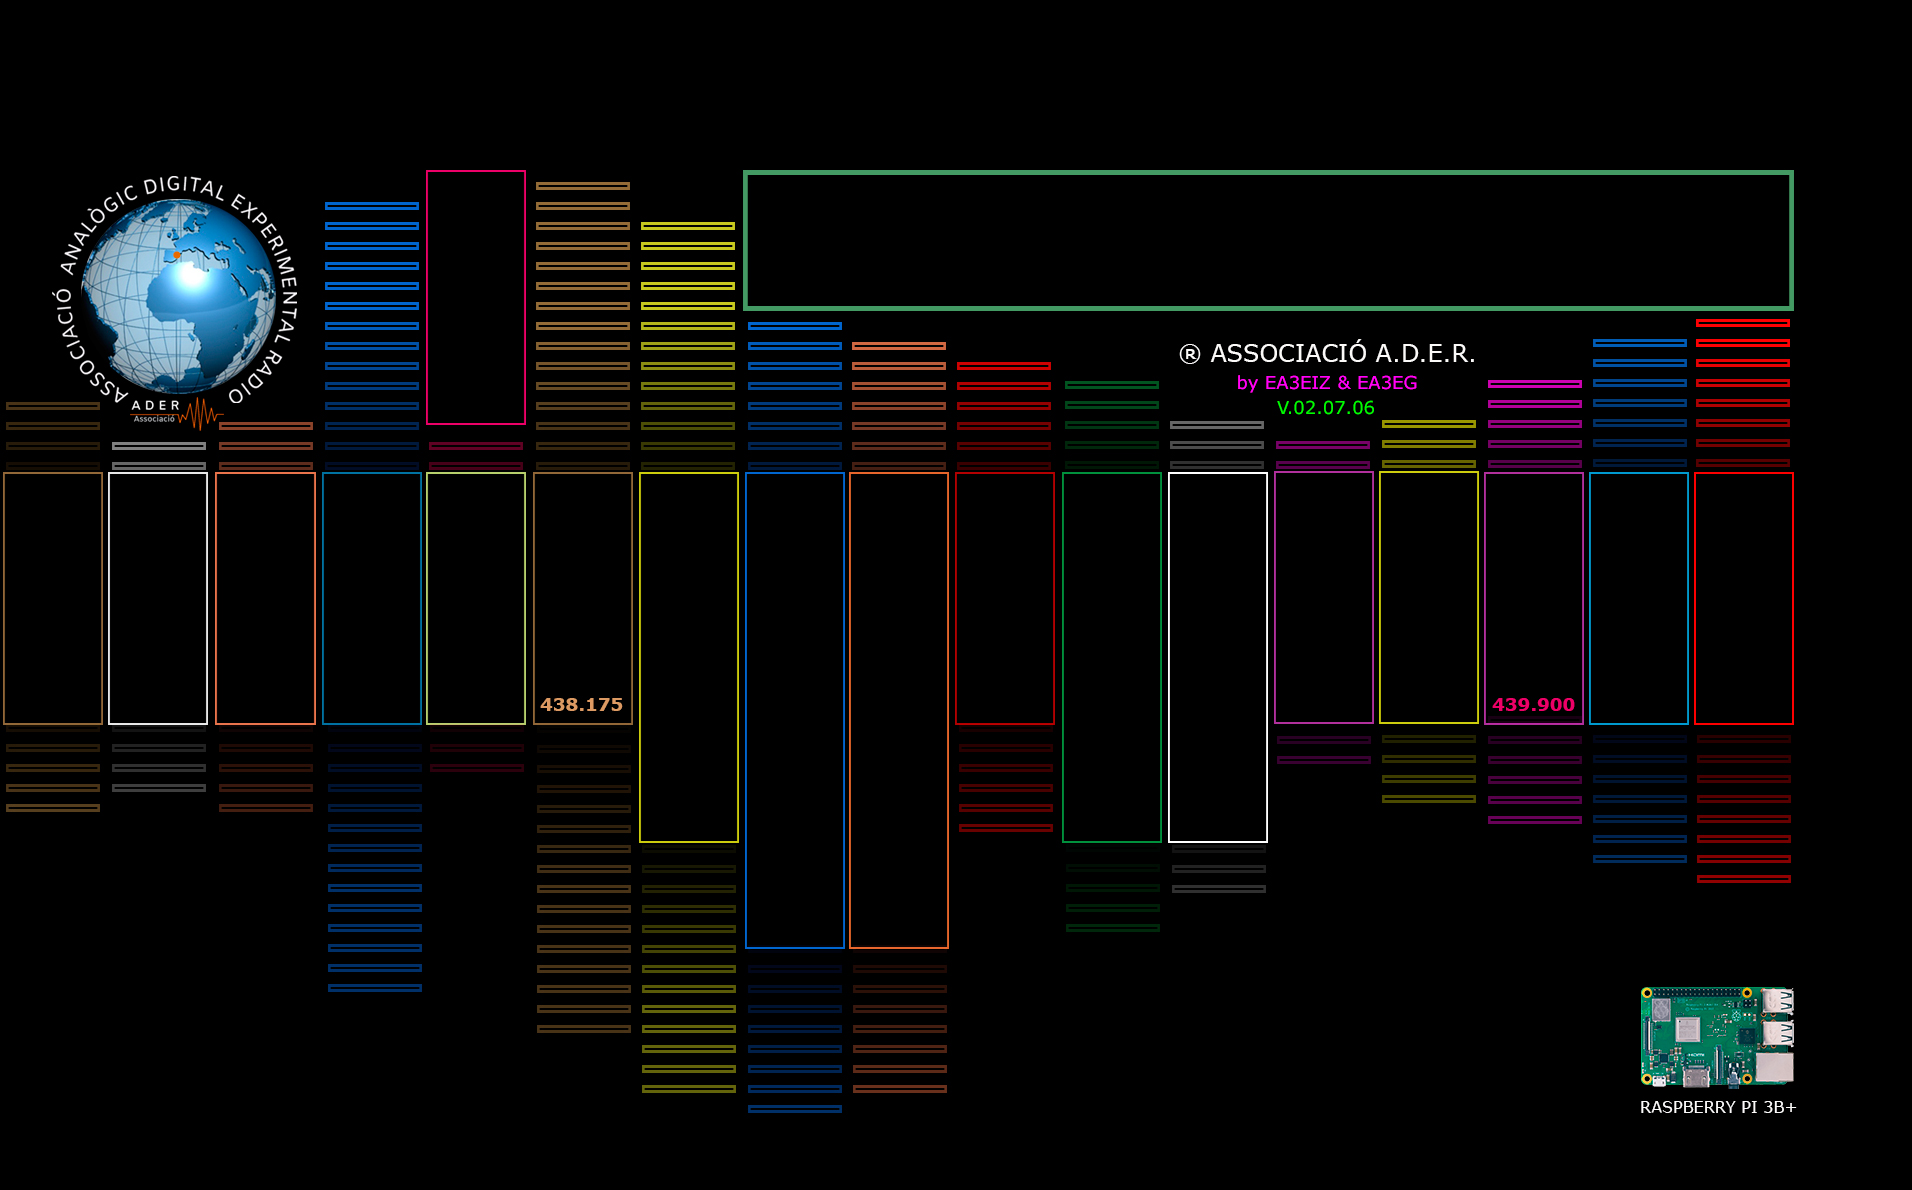 ASSOCIACIÓ ANALÒGIC DIGITAL EXPERIMENTAL RADIO
ADER
Associació
® ASSOCIACIÓ A.D.E.R.
by EA3EIZ & EA3EG
V.02.07.06
438.175
439.900
HDMI
RASPBERRY PI 3B+